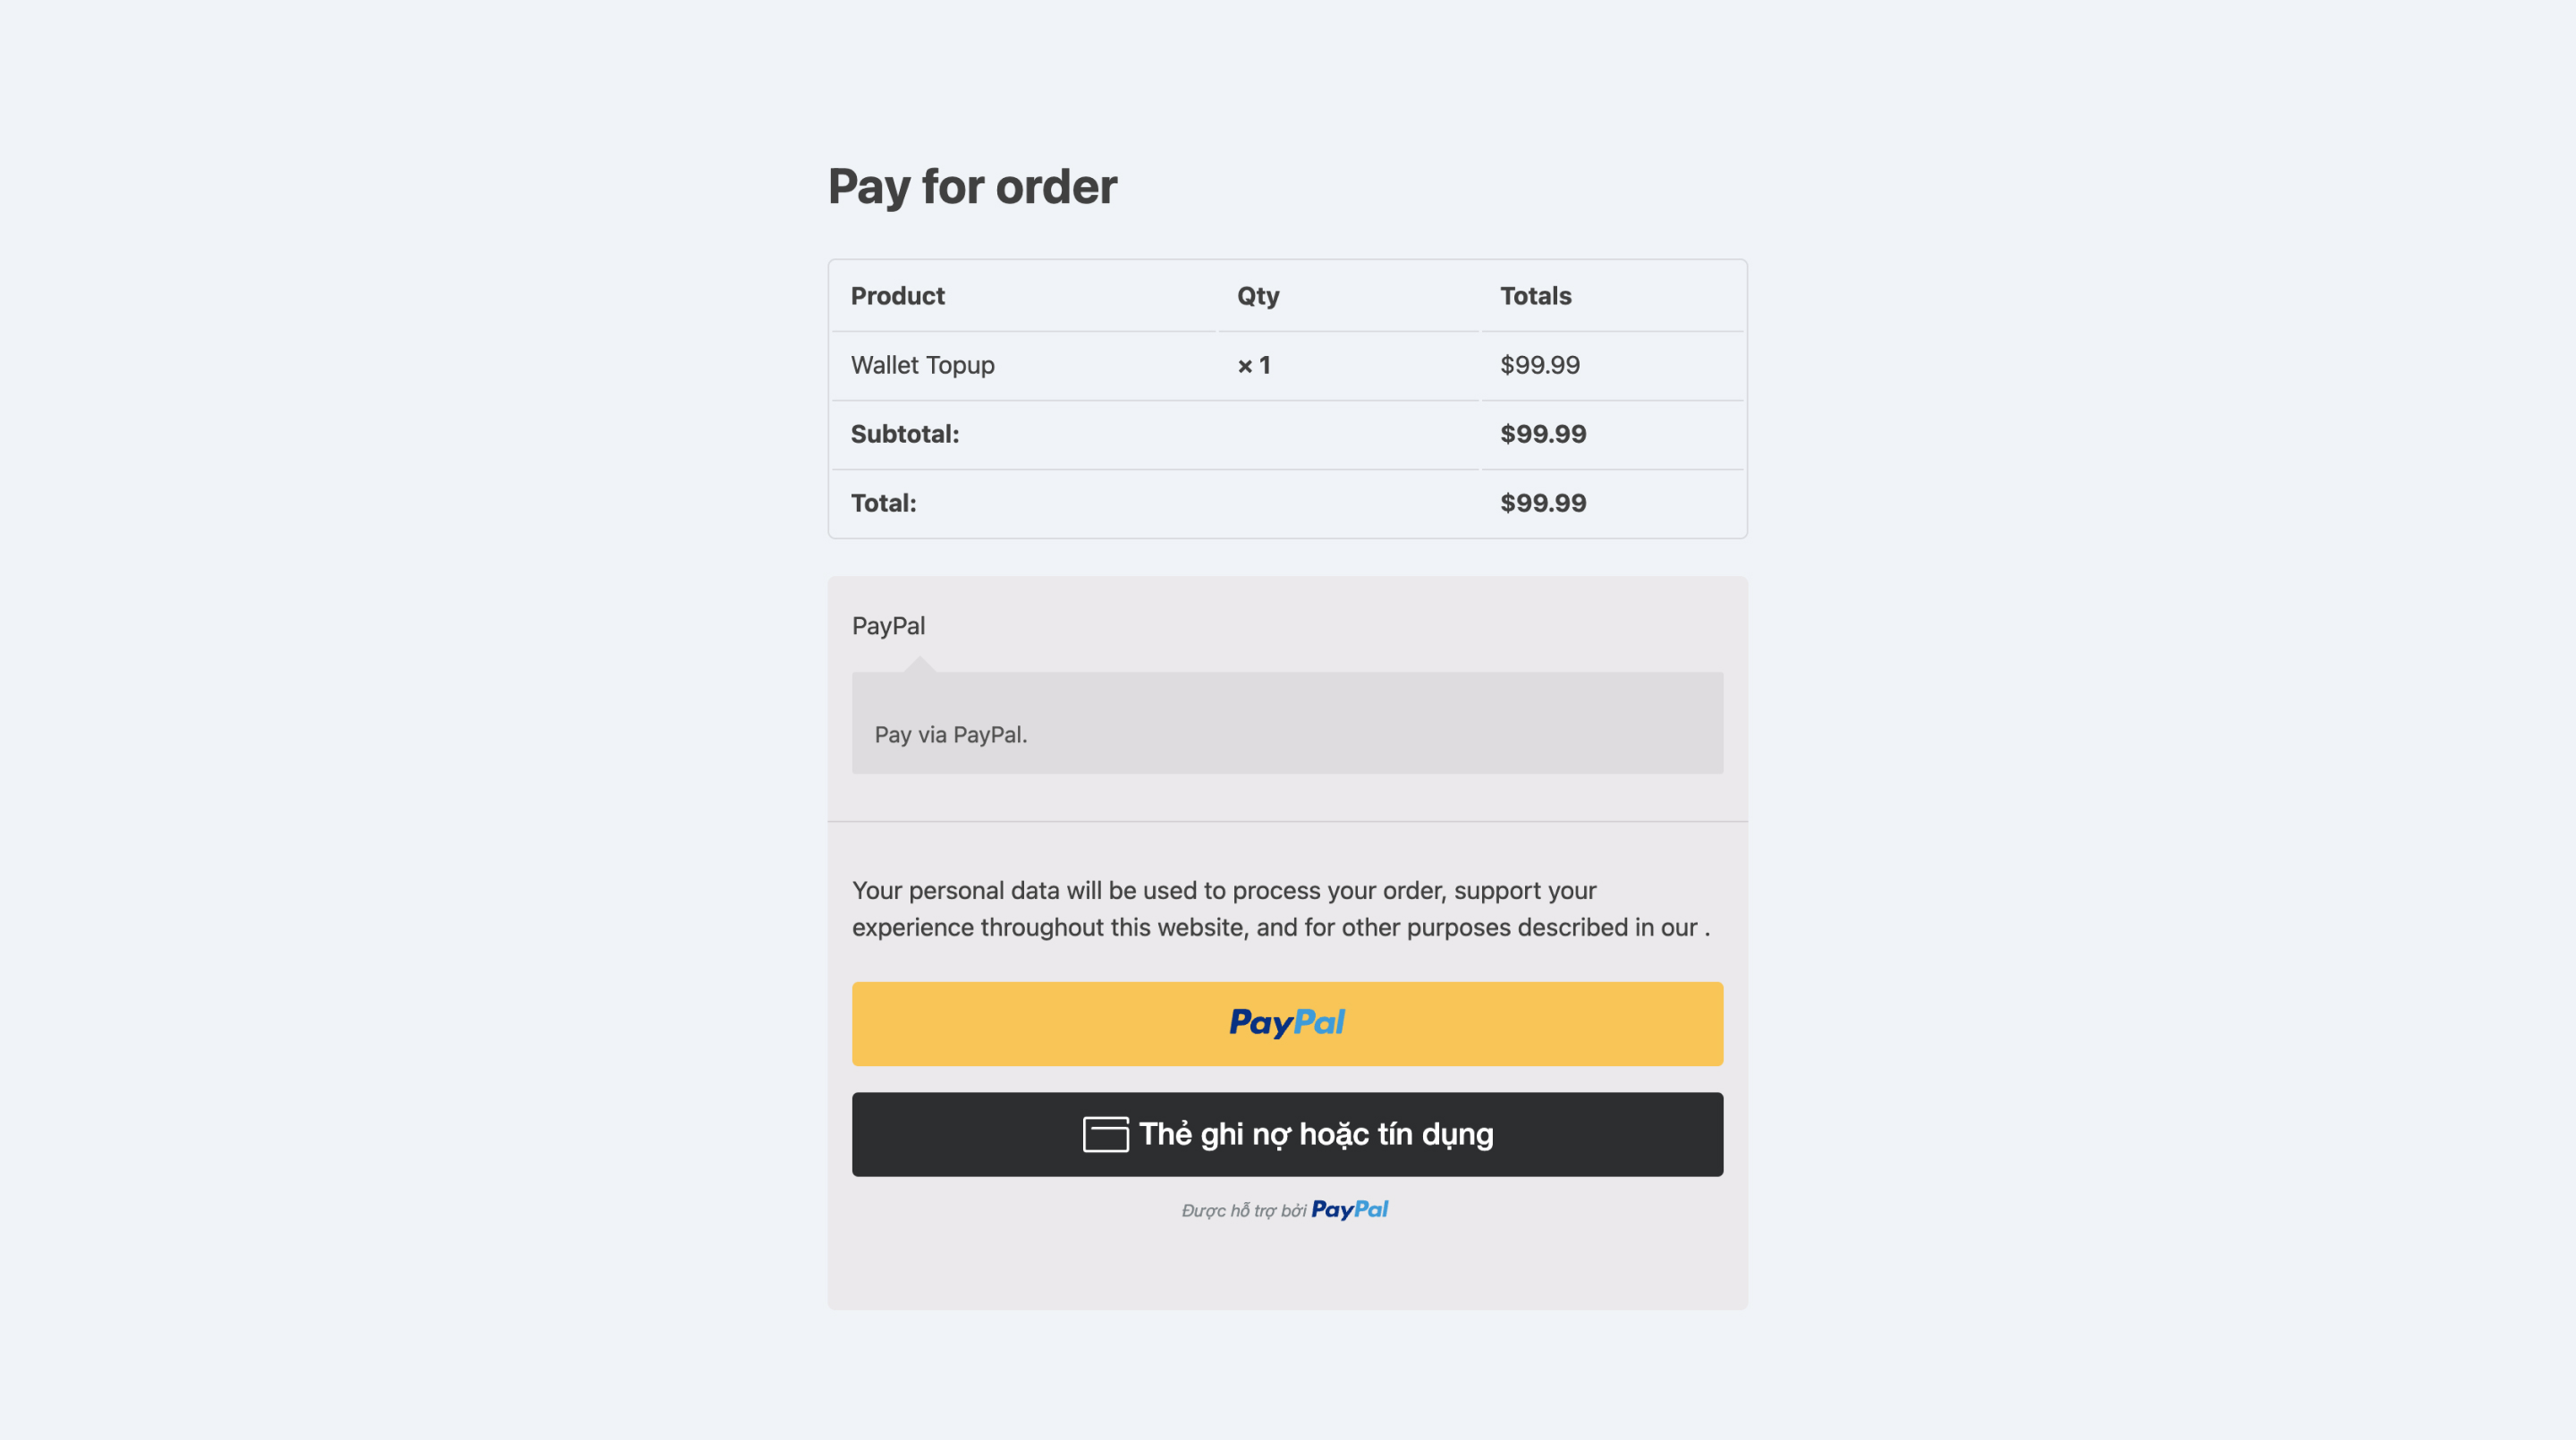 Pay for order
Product Qty Totals
Wallet Topup × 1 $99.99
Subtotal: $99.99
Total: $99.99
PayPal
Pay via PayPal.
Your personal data will be used to process your order, support your
experience throughout this website, and for other purposes described in our .
PayPal
Thẻ ghi nợ hoặc tín dụng
Được hỗ trợ bởi PayPal